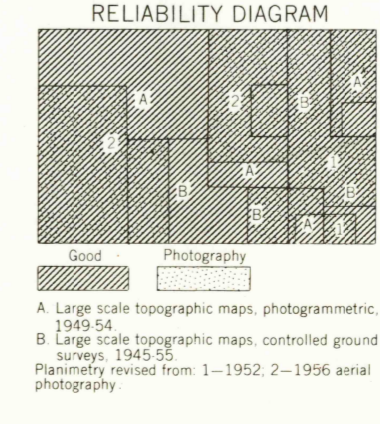 RELIABILITY DIAGRAM
A
2
B
A
2
A
1
B
B
B
A
1
Good Photography
A. Large scale topographic maps, photogrammetric,
1949-54.
B. Large scale topographic maps, controlled ground
surveys, 1945-55.
Planimetry revised from: 1—1952; 2—1956 aerial
photography.